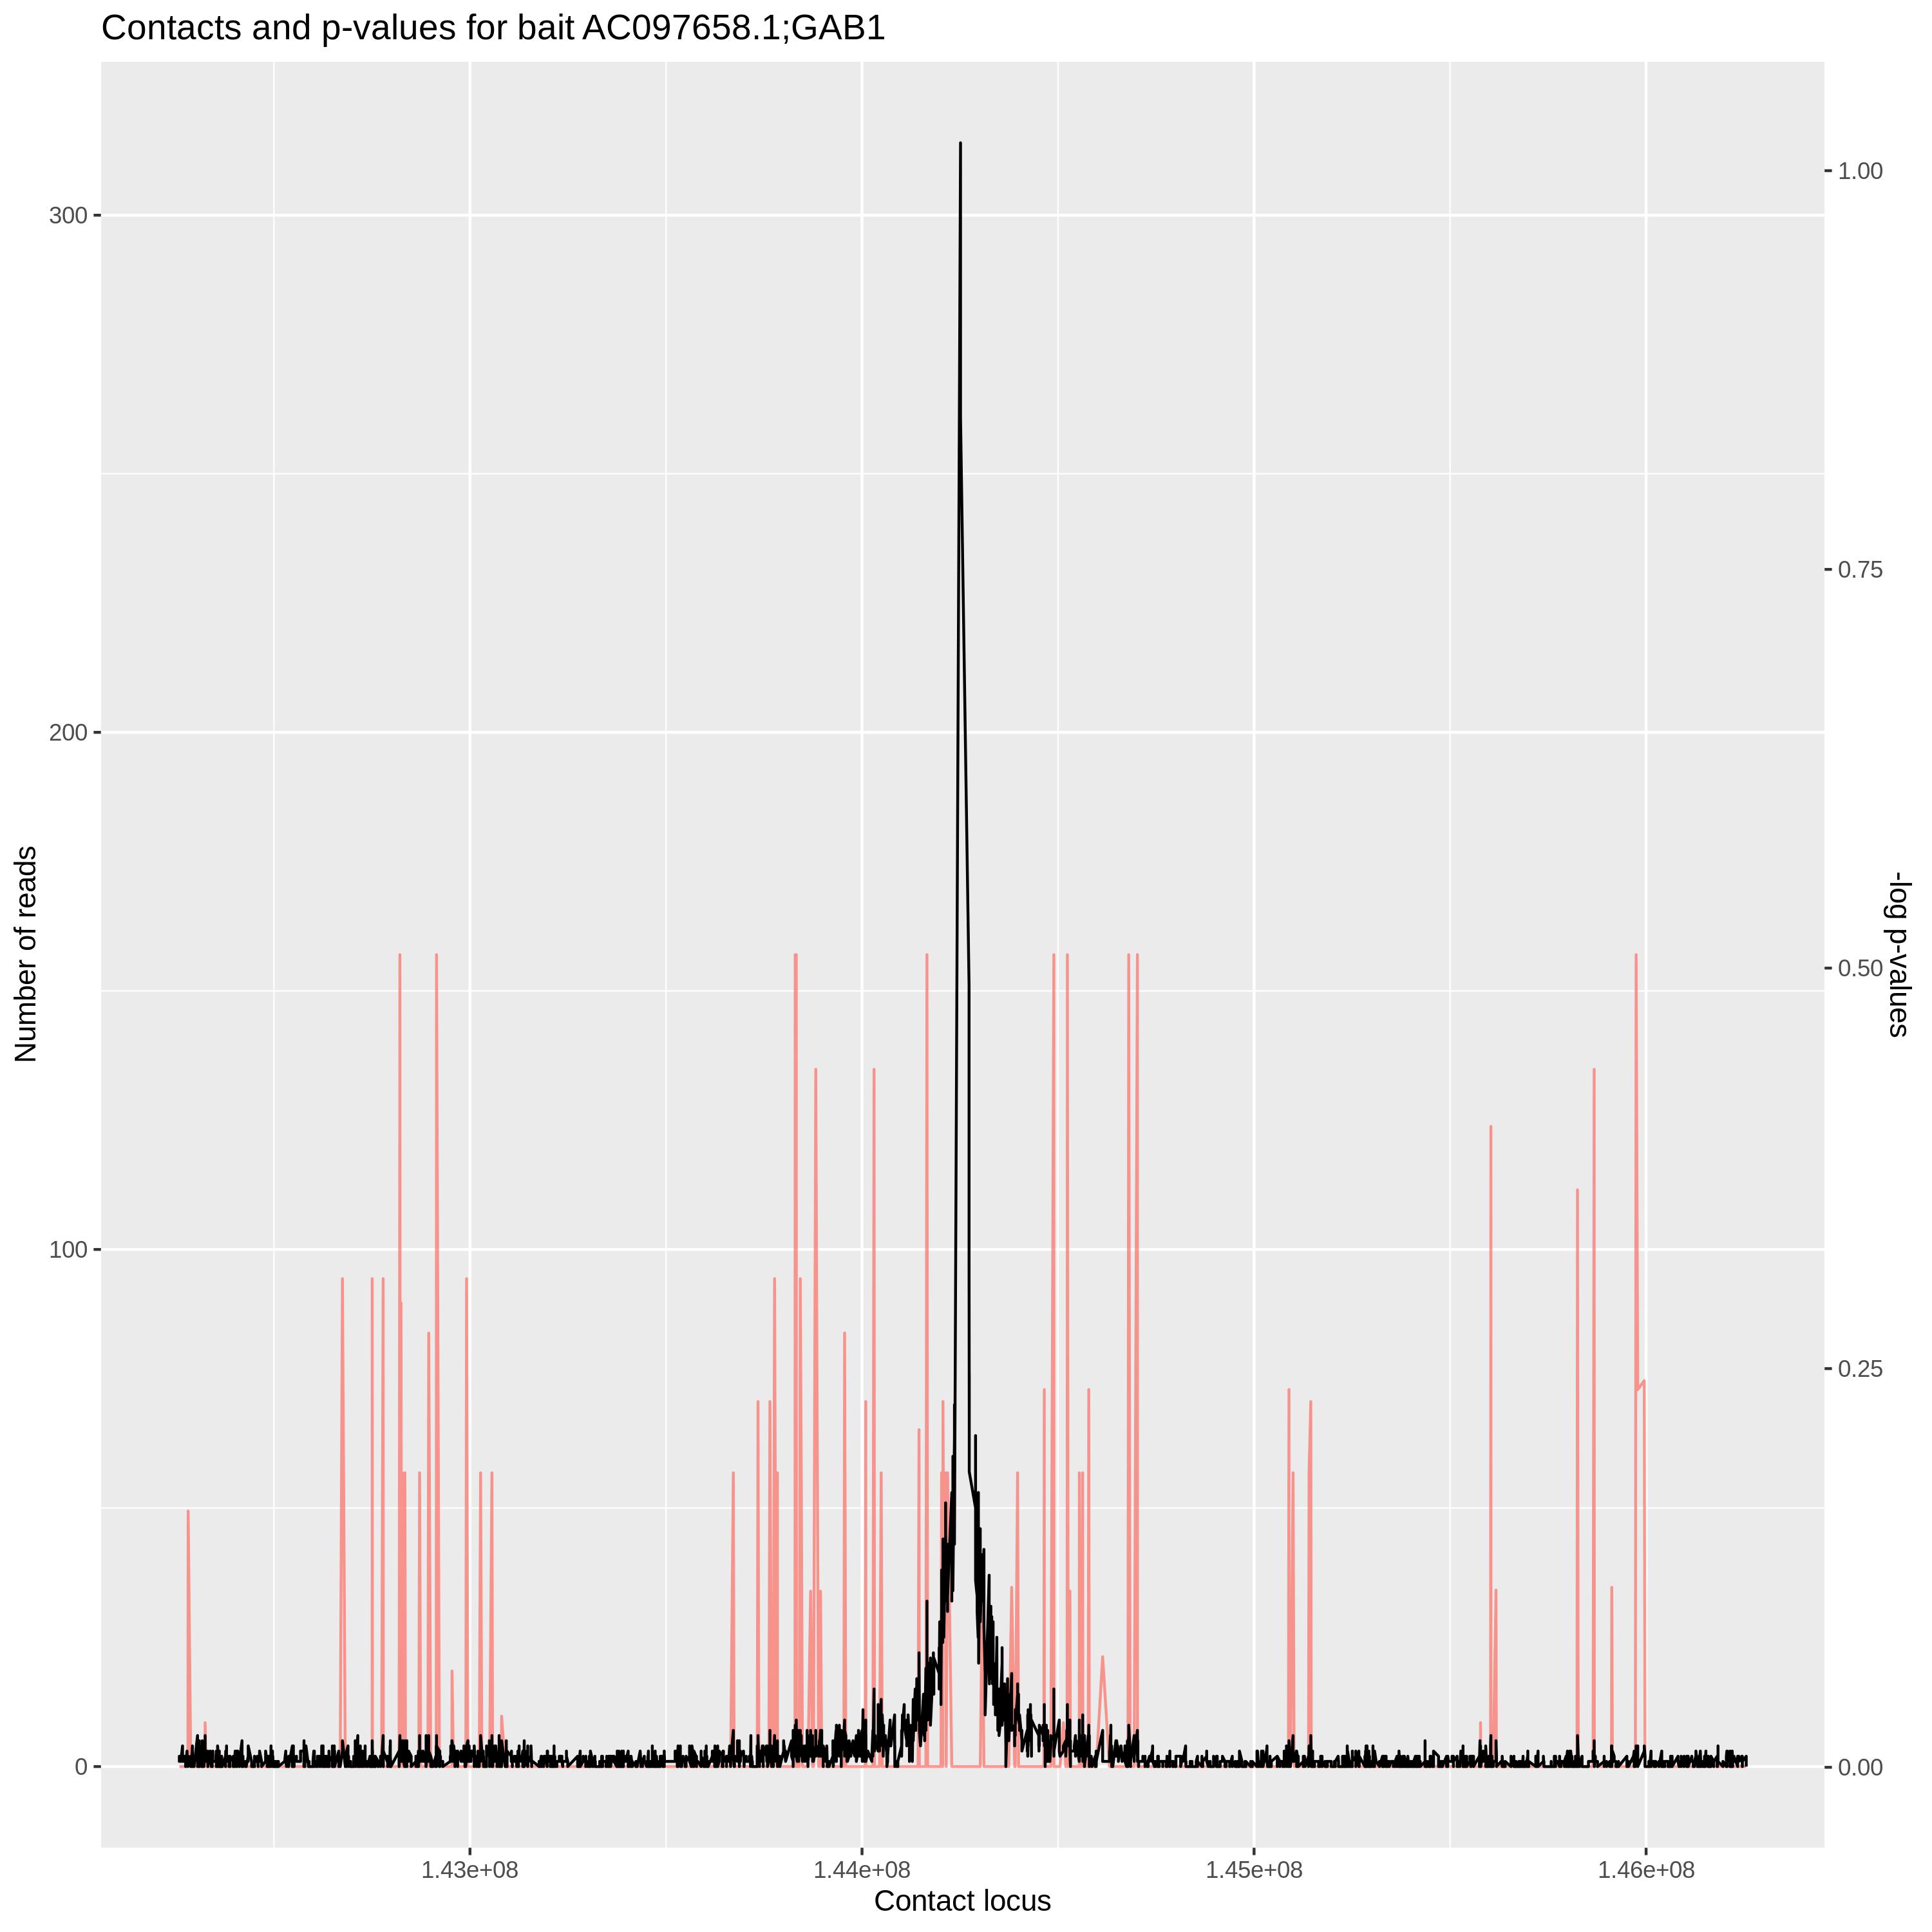 Contacts and p-values for bait AC097658.1;GAB1
300
200
100
0
Number of reads
1.00
0.75
0.50
0.25
0.00
-log p-values
1.43e+08
1.44e+08
1.45e+08
1.46e+08
Contact locus